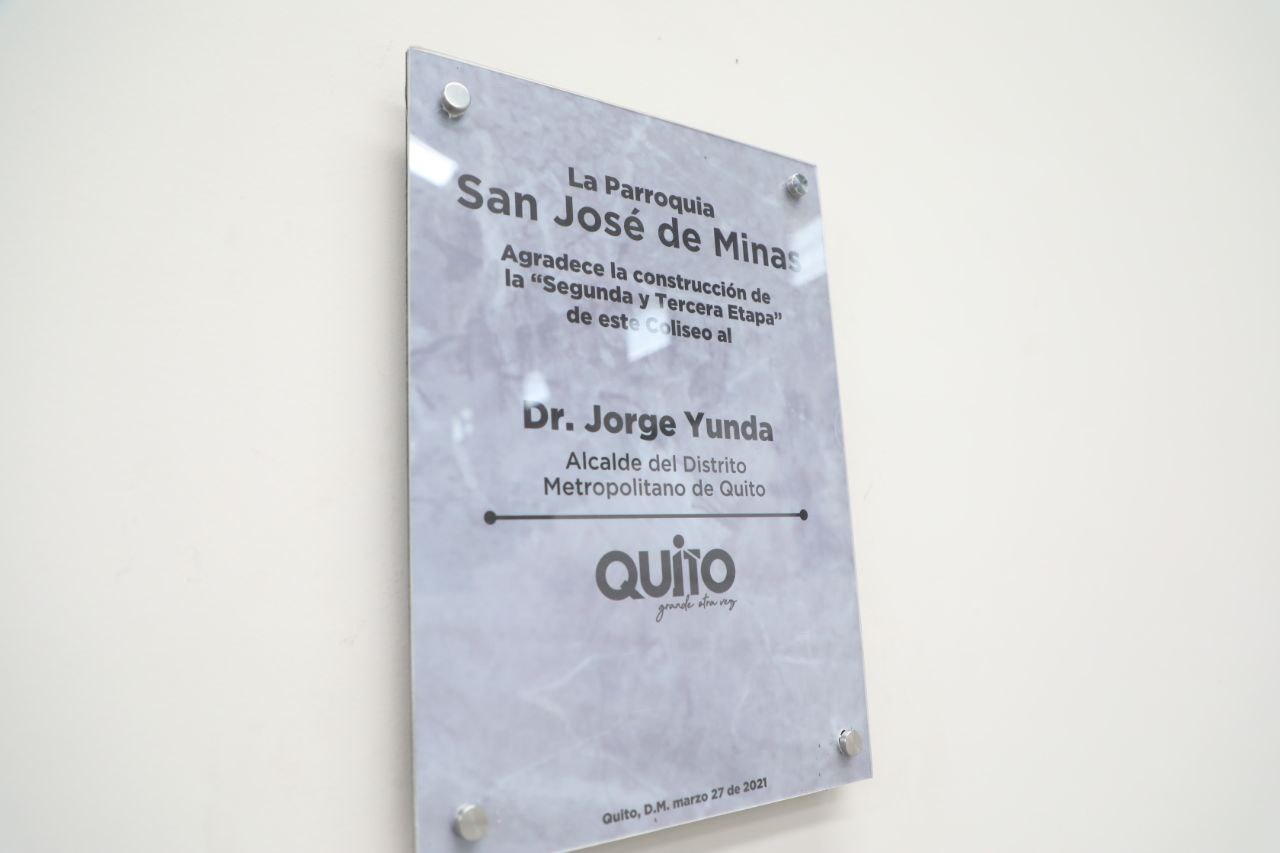 La Parroquia
San José de Minas
Agradece la construcción de
la “Segunda y Tercera Etapa”
de este Coliseo al
Dr. Jorge Yunda
Alcalde del Distrito
Metropolitano de Quito
QUiTO
grande otra vez
Quito, D.M. marzo 27 de 2021